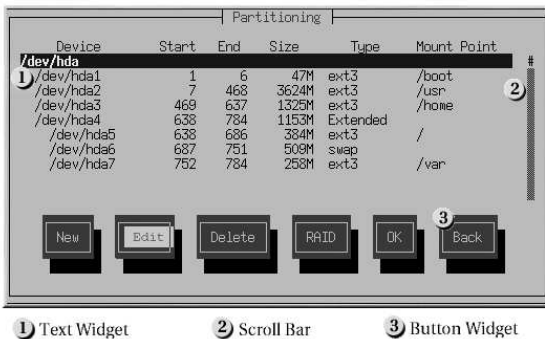 Partitioning
Device Start End Size Type Mount Point
/dev/hda
#
1 /dev/hda1 1 6 47M ext3 /boot
/dev/hda2 7 468 3624M ext3 /usr 2
/dev/hda3 469 637 1325M ext3 /home
/dev/hda4 638 784 1153M Extended
/dev/hda5 638 686 384M ext3 /
/dev/hda6 687 751 509M swap
/dev/hda7 752 784 258M ext3 /var
3
New Edit Delete RAID OK Back
1 Text Widget 2 Scroll Bar 3 Button Widget